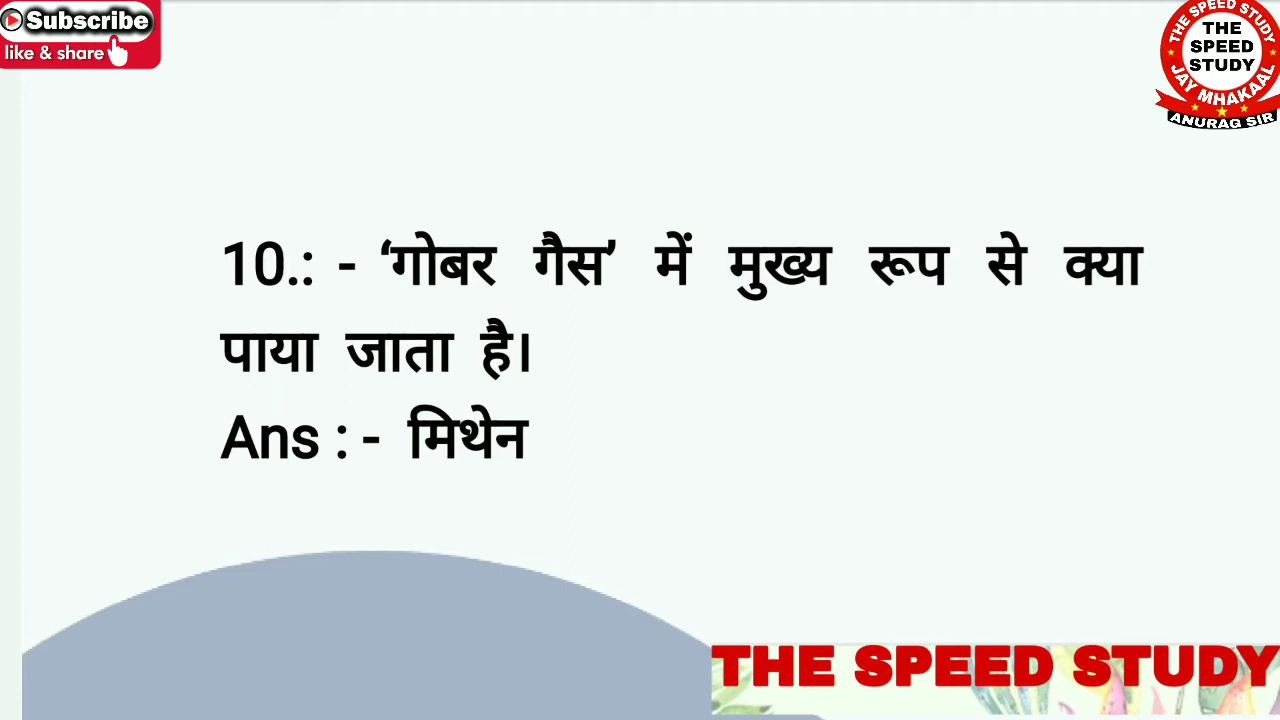 Subscribe
like & share
THE SPEED STUDY
THE
SPEED
STUDY
JAY MHAKAAL
ANURAG SIR
10.: - ‘गोबर गैस’ में मुख्य रूप से क्या
पाया जाता है।
Ans : - मिथेन
THE SPEED STUDY